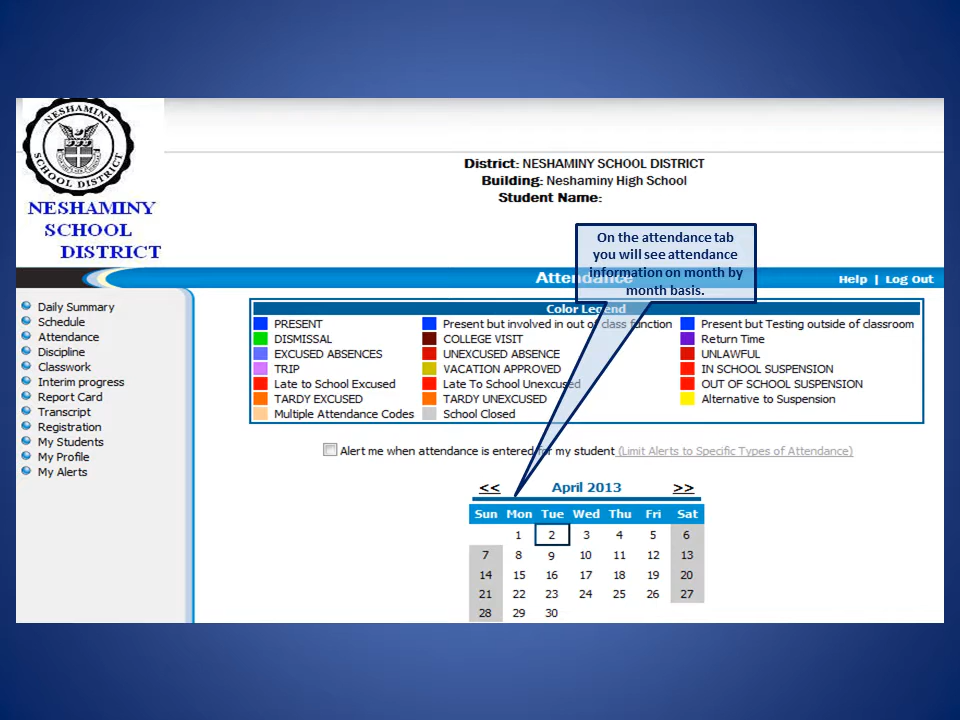 NESHAMINY
SCHOOL DISTRICT
NESHAMINY
SCHOOL
DISTRICT
District: NESHAMINY SCHOOL DISTRICT
Building: Neshaminy High School
Student Name:
On the attendance tab
you will see attendance
information on month by
month basis.
Attendance
Help | Log Out
Daily Summary
Schedule
Attendance
Discipline
Classwork
Interim progress
Report Card
Transcript
Registration
My Students
My Profile
My Alerts
Color Legend
PRESENT Present but involved in out of class function Present but Testing outside of classroom
DISMISSAL COLLEGE VISIT Return Time
EXCUSED ABSENCES UNEXCUSED ABSENCE UNLAWFUL
TRIP VACATION APPROVED IN SCHOOL SUSPENSION
Late to School Excused Late To School Unexcused OUT OF SCHOOL SUSPENSION
TARDY EXCUSED TARDY UNEXCUSED Alternative to Suspension
Multiple Attendance Codes School Closed
Alert me when attendance is entered for my student (Limit Alerts to Specific Types of Attendance)
<< April 2013 >>
Sun Mon Tue Wed Thu Fri Sat
1 2 3 4 5 6
7 8 9 10 11 12 13
14 15 16 17 18 19 20
21 22 23 24 25 26 27
28 29 30